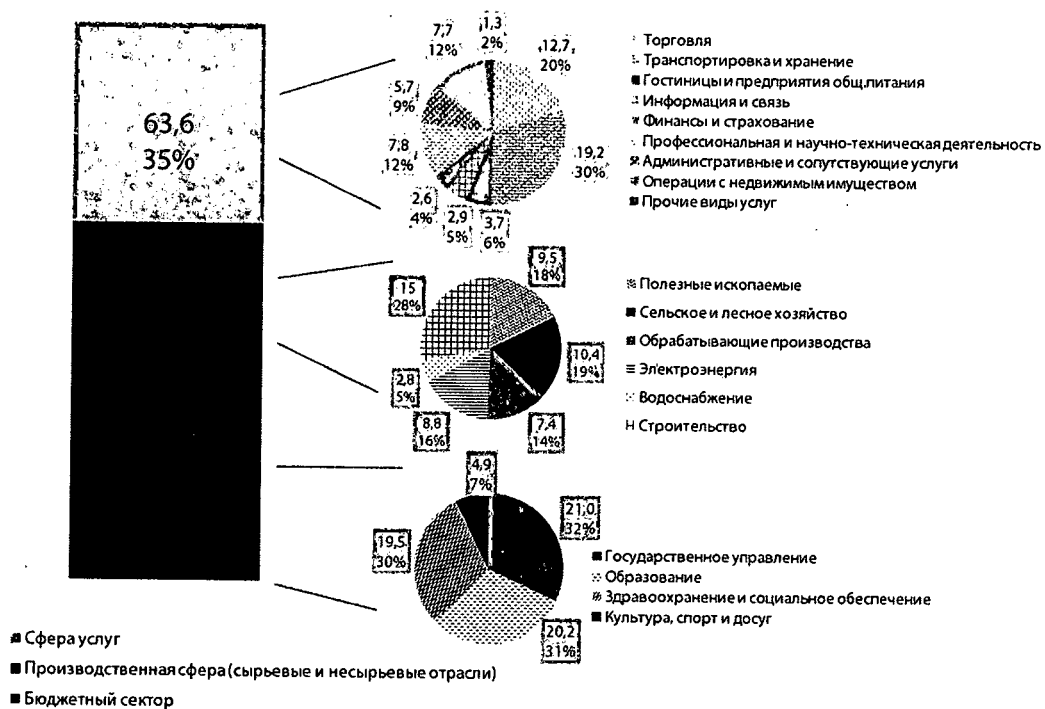 63,6
35%
7,7
12%
1,3
2%
12,7
20%
5,7
9%
7,8
12%
19,2
30%
2,6
4%
2,9
5%
3,7
6%
Торговля
Транспортировка и хранение
Гостиницы и предприятия общ.питания
Информация и связь
Финансы и страхование
Профессиональная и научно-техническая деятельность
Административные и сопутствующие услуги
Операции с недвижимым имуществом
Прочие виды услуг
9,5
18%
15
28%
10,4
19%
2,8
5%
8,8
16%
7,4
14%
Полезные ископаемые
Сельское и лесное хозяйство
Обрабатывающие производства
Электроэнергия
Водоснабжение
Строительство
4,9
7%
21,0
32%
19,5
30%
20,2
31%
Государственное управление
Образование
Здравоохранение и социальное обеспечение
Культура, спорт и досуг
Сфера услуг
Производственная сфера (сырьевые и несырьевые отрасли)
Бюджетный сектор